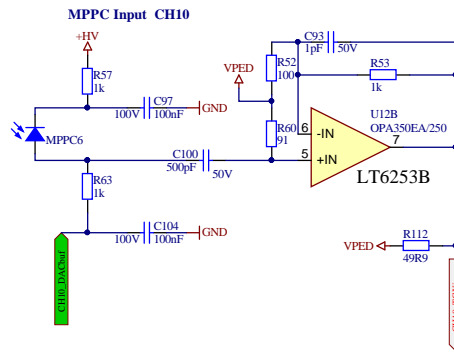 MPPC Input CH10
+HV
R57
1k
C97
100V
100nF
GND
MPPC6
R63
1k
C100
500pF
50V
C104
100V
100nF
GND
CH10_DACbuf
VPED
R52
100
R60
91
C93
1pF
50V
R53
1k
U12B
OPA350EA/250
6
-IN
5
+IN
7
LT6253B
VPED
R112
49R9